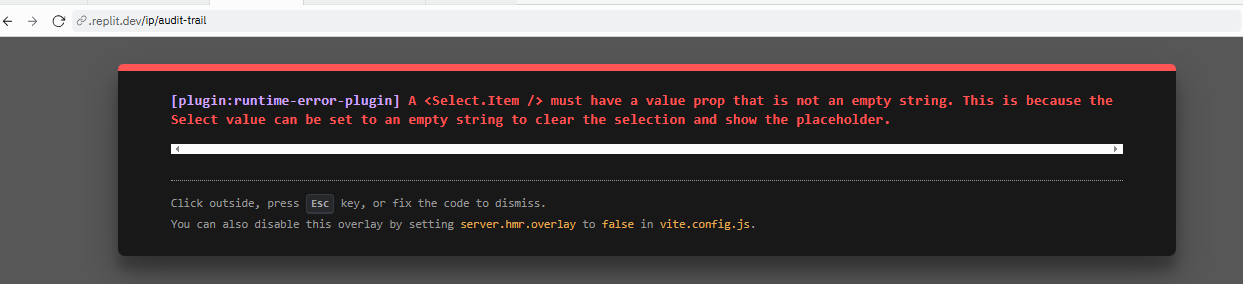 .replit.dev/ip/audit-trail
[plugin:runtime-error-plugin] A <Select.Item /> must have a value prop that is not an empty string. This is because the
Select value can be set to an empty string to clear the selection and show the placeholder.
Click outside, press Esc key, or fix the code to dismiss.
You can also disable this overlay by setting server.hmr.overlay to false in vite.config.js.